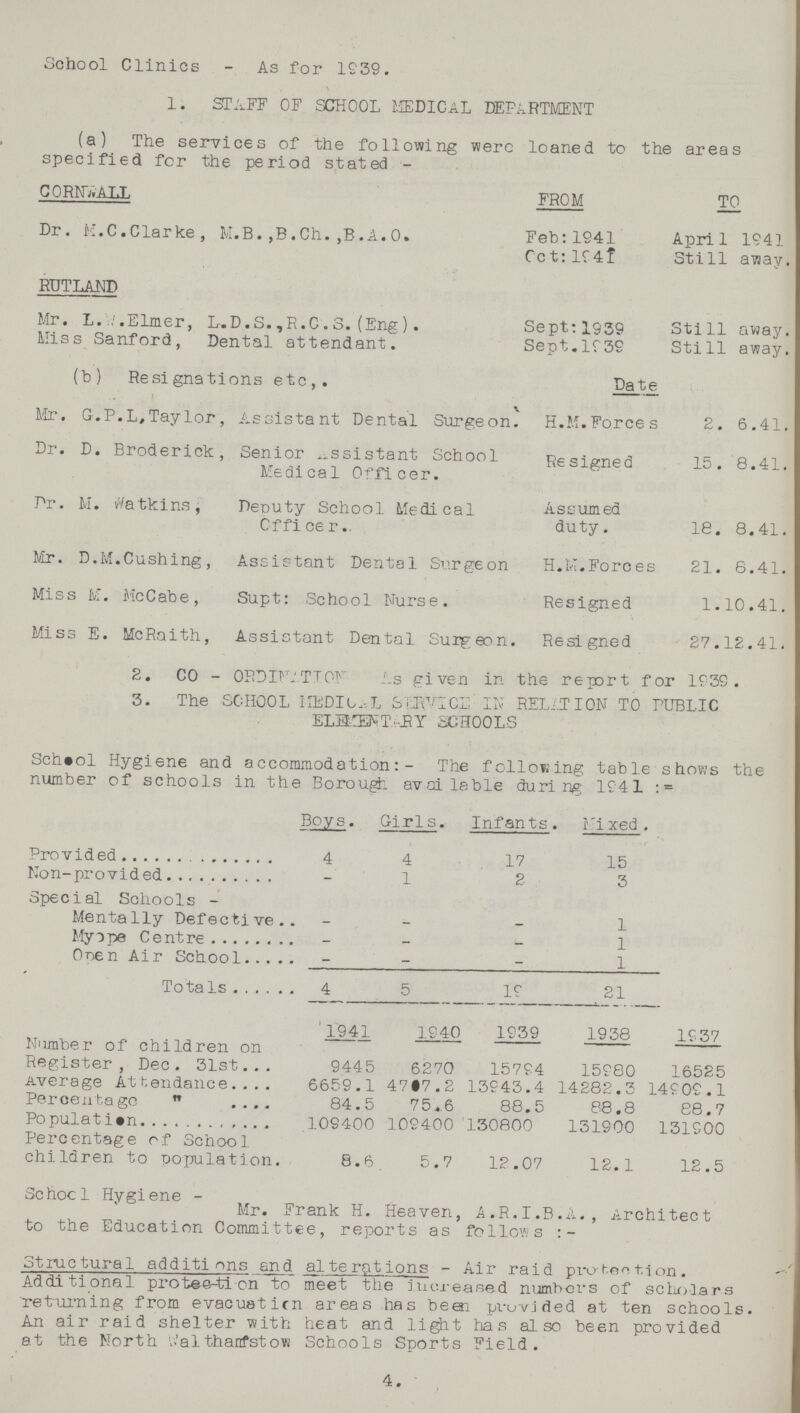 School Clinics - As for 1939.
1. STAFF OF SCHOOL MEDICAL DEPARTMENT
(a) The services of the following were loaned to the areas
specified for the period stated -
CORNWALL FROM TO
Dr. M.C.Clarke, M.B.,B.Ch.,B.A.O. Feb:1941 April 1941
Oct:1941 Still away.
RUTLAND
Mr. L.W.Elmer, L.D.S.,R.C.S.(Eng). Sept:1939 Still away.
Miss Sanford, Dental attendant. Sept.1939 Still away.
(b) Resignations etc,. Date
Mr. G.P.L,Taylor, Assistant Dental Surgeon. H.M.Forces 2. 6.41.
Dr. D. Broderick, Senior Assistant School Resigned 15. 8.41.
Medical Officer.
Dr. M. Watkins, Deputy School Medical Assumed
Officer. duty. 18. 8.41.
Mr. D.M.Cushing, Assistant Dental Surgeon H.M.Forces 21. 6.41.
Miss M. McCabe, Supt: School Nurse. Resigned 1.10.41.
Miss E. McRaith, Assistant Dental Surgeon. Resigned 27.12.41.
2. CO - ORDINATION As given in the report for 1939.
3. The SCHOOL MEDICAL SERVICE IN RELATION TO PUBLIC
ELEMENTARY SCHOOLS
School Hygiene and accommodation:- The following table shows the
number of schools in the Borough available during 1941 :=
Boys. Girls. Infants. Mixed.
Provided.............. 4 4 17 15
Non-provided.......... - 1 2 3
Special Schools -
Mentally Defective.. - - - 1
Myope Centre........ - - - 1
Open Air School..... - - - 1
Totals...... 4 5 19 21
1941 1940 1939 1938 1937
Number of children on
Register, Dec. 31st... 9445 6270 15794 15980 16525
Average Attendance.... 6659.1 4707.2 13943.4 14282.3 14909.1
Percentage " .... 84.5 75.6 88.5 88.8 88.7
Population............ 109400 109400 130800 131900 131900
Percentage of School
children to population. 8.6 5.7 12.07 12.1 12.5
School Hygiene -
Mr. Frank H. Heaven, A.R.I.B.A., Architect
to the Education Committee, reports as follows :-
Structural additions and alterations - Air raid protection.
Additional protection to meet the increased numbers of scholars
returning from evacuation areas has been provided at ten schools.
An air raid shelter with heat and light has also been provided
at the North Walthamstow Schools Sports Field.
4.